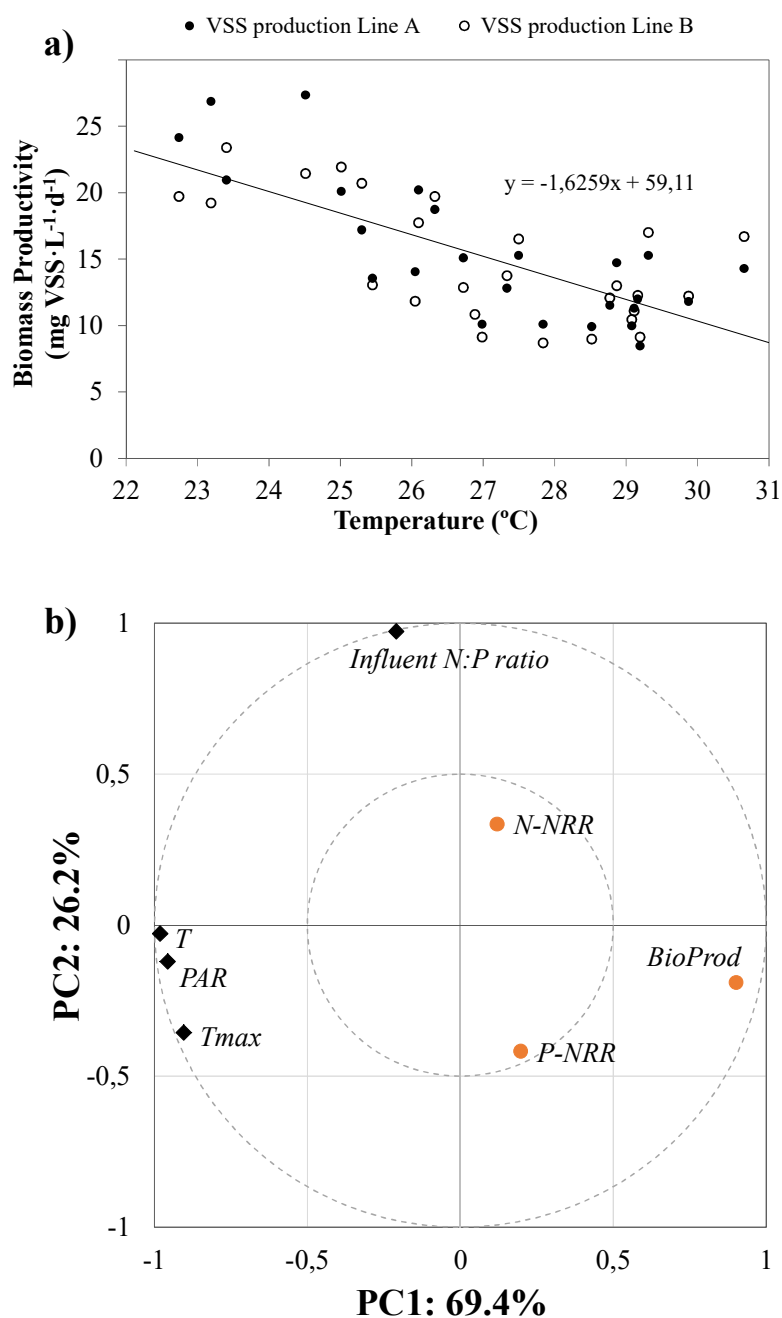 VSS production Line A VSS production Line B
a)
25
20
15
10
5
0
Biomass Productivity
(mg VSS·L⁻¹·d⁻¹)
y = -1,6259x + 59,11
22 23 24 25 26 27 28 29 30 31
Temperature (ºC)
b)
1
0,5
0
-0,5
-1
PC2: 26.2%
Influent N:P ratio
N-NRR
T
PAR
Tmax
BioProd
P-NRR
-1 -0,5 0 0,5 1
PC1: 69.4%